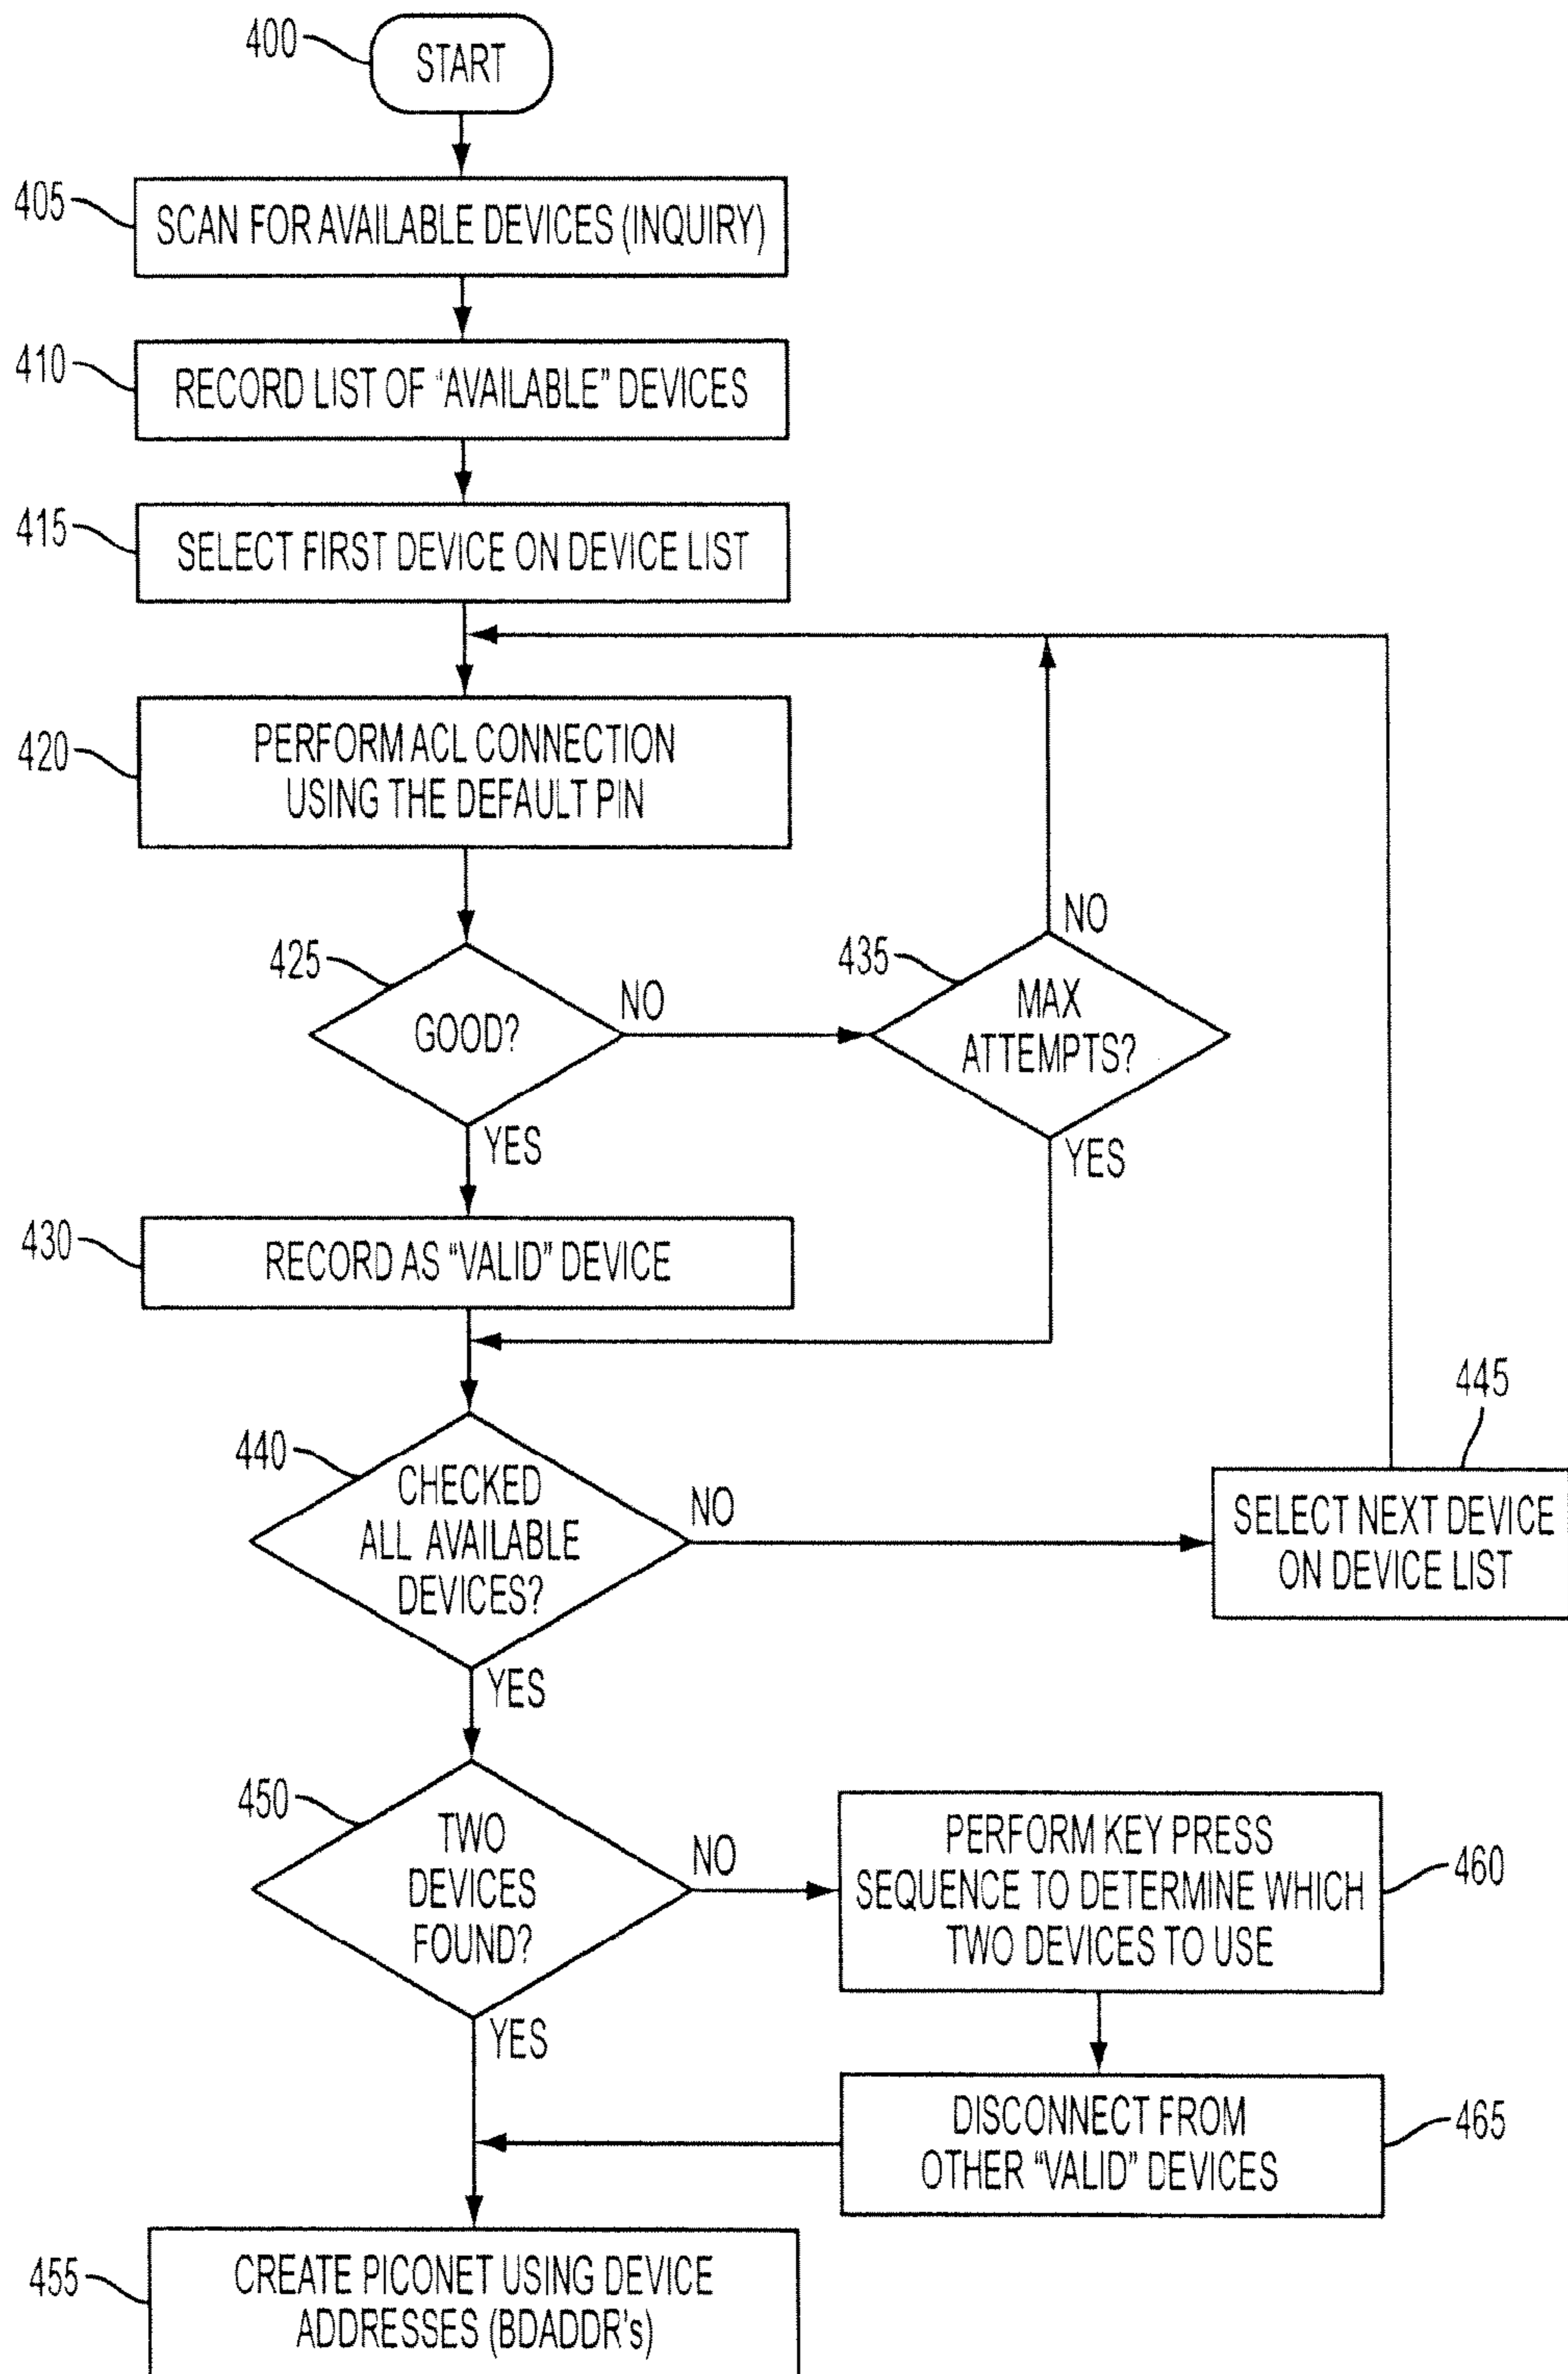 400
START
405
SCAN FOR AVAILABLE DEVICES (INQUIRY)
410
RECORD LIST OF "AVAILABLE" DEVICES
415
SELECT FIRST DEVICE ON DEVICE LIST
420
PERFORM ACL CONNECTION
USING THE DEFAULT PIN
425
GOOD?
NO
YES
435
MAX
ATTEMPTS?
NO
YES
430
RECORD AS "VALID" DEVICE
440
CHECKED
ALL AVAILABLE
DEVICES?
NO
YES
445
SELECT NEXT DEVICE
ON DEVICE LIST
450
TWO
DEVICES
FOUND?
NO
YES
PERFORM KEY PRESS
SEQUENCE TO DETERMINE WHICH
TWO DEVICES TO USE
460
DISCONNECT FROM
OTHER "VALID" DEVICES
465
455
CREATE PICONET USING DEVICE
ADDRESSES (BDADDR's)